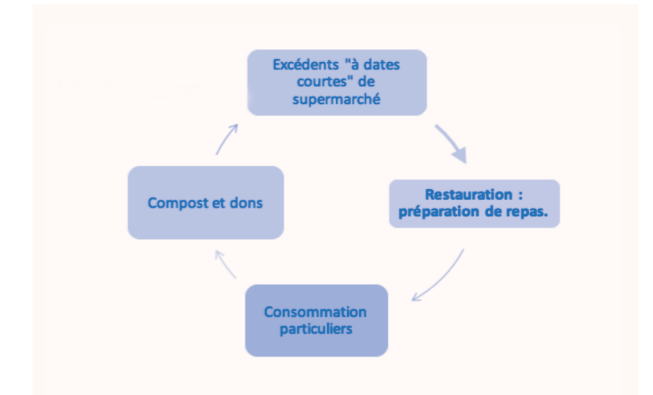 Excédents "à dates
courtes" de
supermarché
Restauration :
préparation de repas.
Consommation
particuliers
Compost et dons